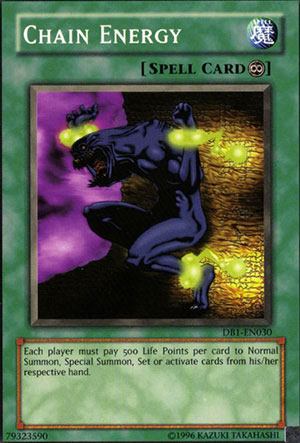 CHAIN ENERGY
魔
[SPELL CARD∞]
DB1-EN030
Each player must pay 500 Life Points per card to Normal
Summon, Special Summon, Set or activate cards from his/her
respective hand.
79323590
©1996 KAZUKI TAKAHASHI